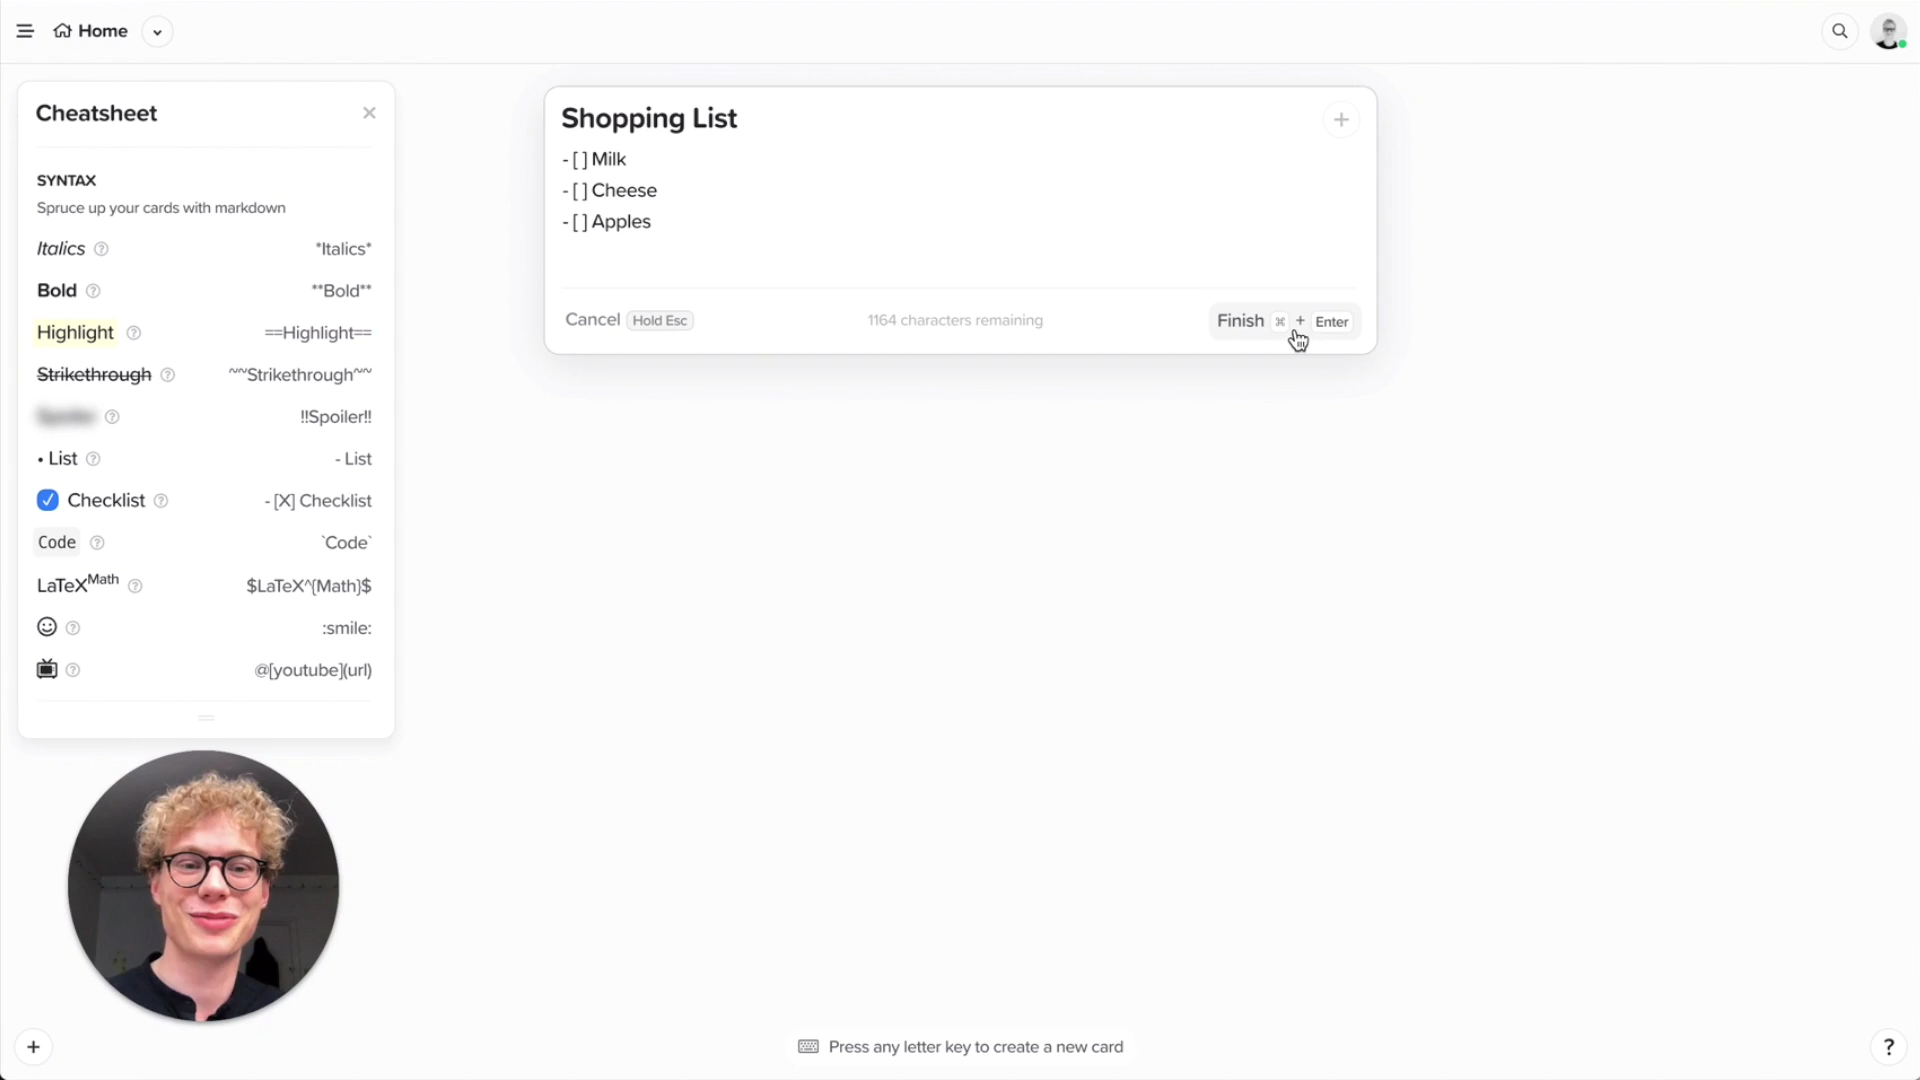 Home
Cheatsheet
SYNTAX
Spruce up your cards with markdown
Italics *Italics*
Bold **Bold**
Highlight ==Highlight==
Strikethrough ~~Strikethrough~~
!!Spoiler!!
• List - List
Checklist - [X] Checklist
Code `Code`
LaTeX^Math $LaTeX^{Math}$
:smile:
@[youtube](url)
Shopping List
- [ ] Milk
- [ ] Cheese
- [ ] Apples
Cancel Hold Esc 1164 characters remaining Finish ⌘ + Enter
Press any letter key to create a new card
?